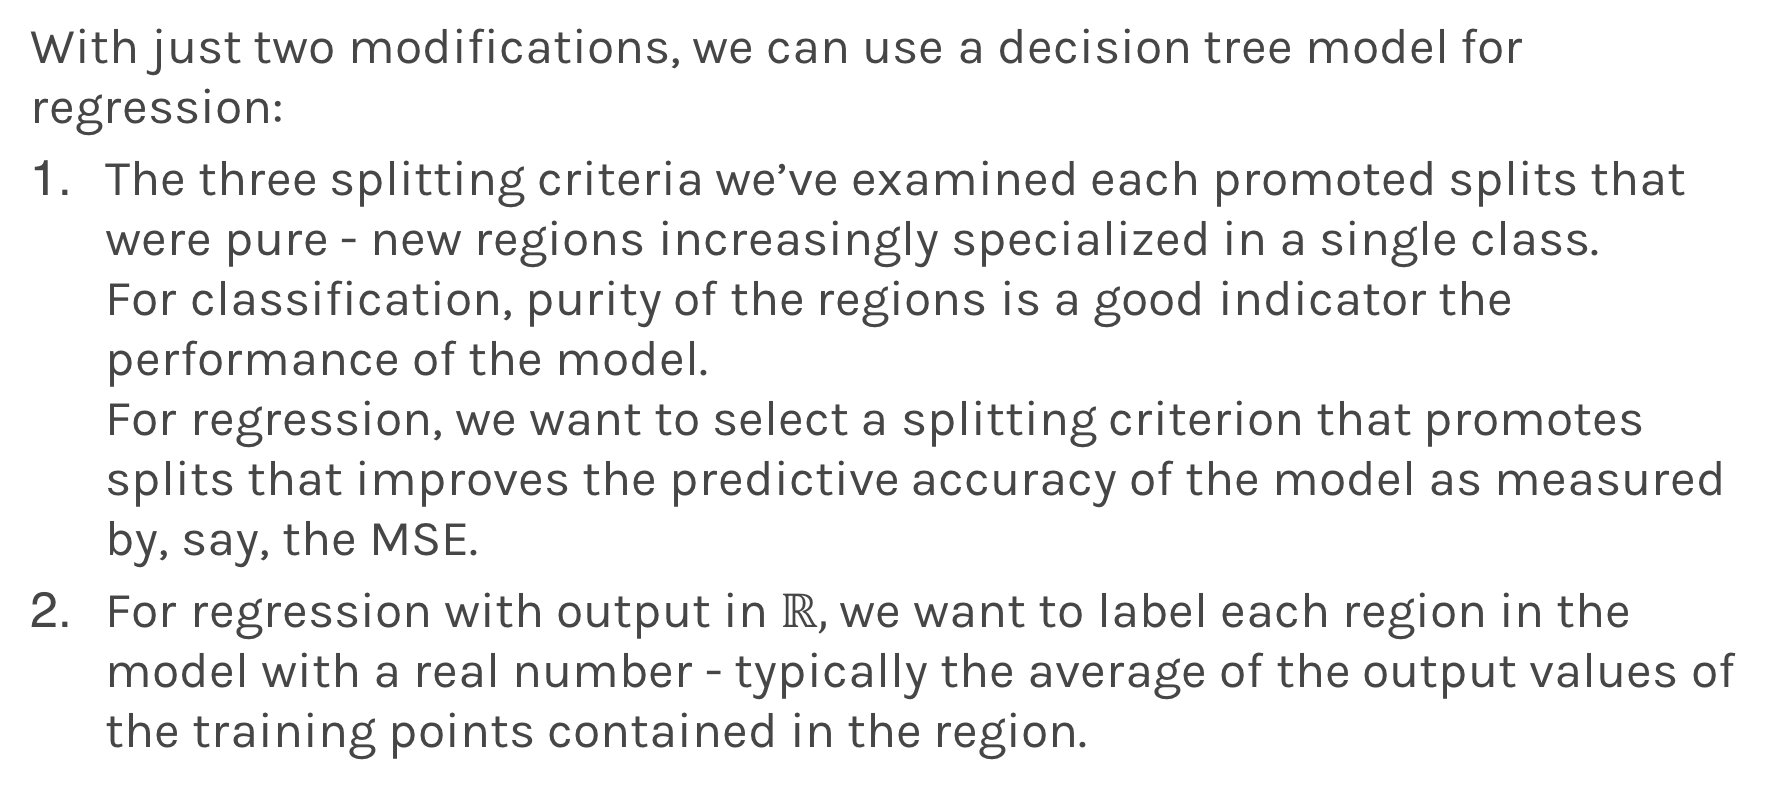 With just two modifications, we can use a decision tree model for
regression:
1. The three splitting criteria we've examined each promoted splits that
were pure - new regions increasingly specialized in a single class.
For classification, purity of the regions is a good indicator the
performance of the model.
For regression, we want to select a splitting criterion that promotes
splits that improves the predictive accuracy of the model as measured
by, say, the MSE.
2. For regression with output in ℝ, we want to label each region in the
model with a real number - typically the average of the output values of
the training points contained in the region.